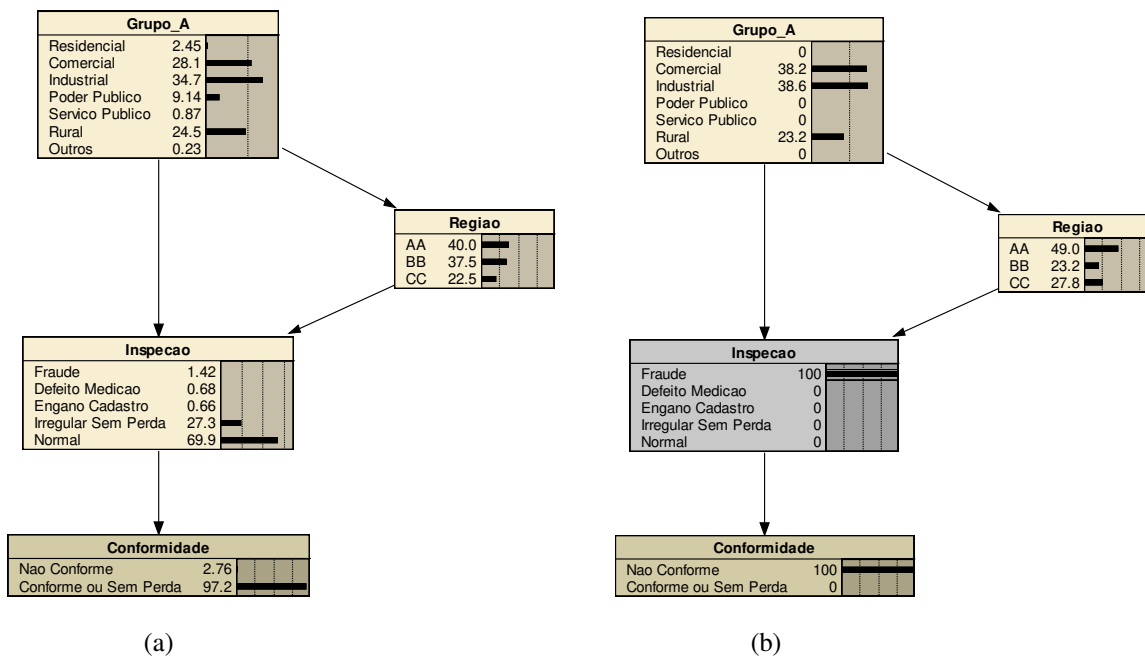 Grupo_A
Residencial 2.45
Comercial 28.1
Industrial 34.7
Poder Publico 9.14
Servico Publico 0.87
Rural 24.5
Outros 0.23
Regiao
AA 40.0
BB 37.5
CC 22.5
Inspecao
Fraude 1.42
Defeito Medicao 0.68
Engano Cadastro 0.66
Irregular Sem Perda 27.3
Normal 69.9
Conformidade
Nao Conforme 2.76
Conforme ou Sem Perda 97.2
(a)
Grupo_A
Residencial 0
Comercial 38.2
Industrial 38.6
Poder Publico 0
Servico Publico 0
Rural 23.2
Outros 0
Regiao
AA 49.0
BB 23.2
CC 27.8
Inspecao
Fraude 100
Defeito Medicao 0
Engano Cadastro 0
Irregular Sem Perda 0
Normal 0
Conformidade
Nao Conforme 100
Conforme ou Sem Perda 0
(b)